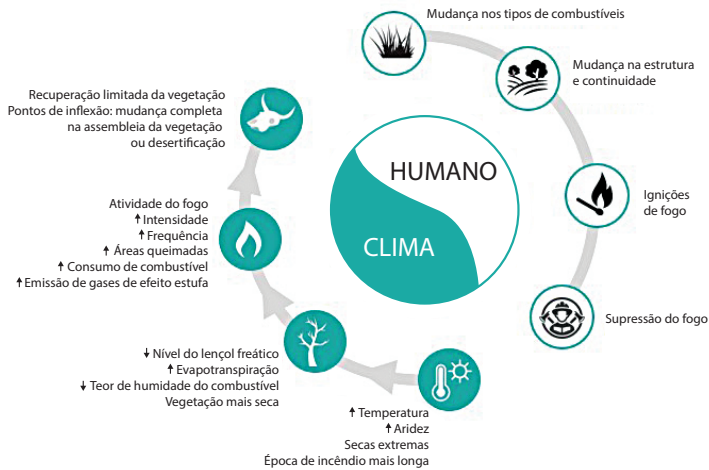 Mudança nos tipos de combustíveis
Mudança na estrutura
e continuidade
Ignições
de fogo
Supressão do fogo
HUMANO
CLIMA
Recuperação limitada da vegetação
Pontos de inflexão: mudança completa
na assembleia da vegetação
ou desertificação
Atividade do fogo
↑ Intensidade
↑ Frequência
↑ Áreas queimadas
↑ Consumo de combustível
↑ Emissão de gases de efeito estufa
↓ Nível do lençol freático
↑ Evapotranspiração
↓ Teor de humidade do combustível
Vegetação mais seca
↑ Temperatura
↑ Aridez
Secas extremas
Época de incêndio mais longa